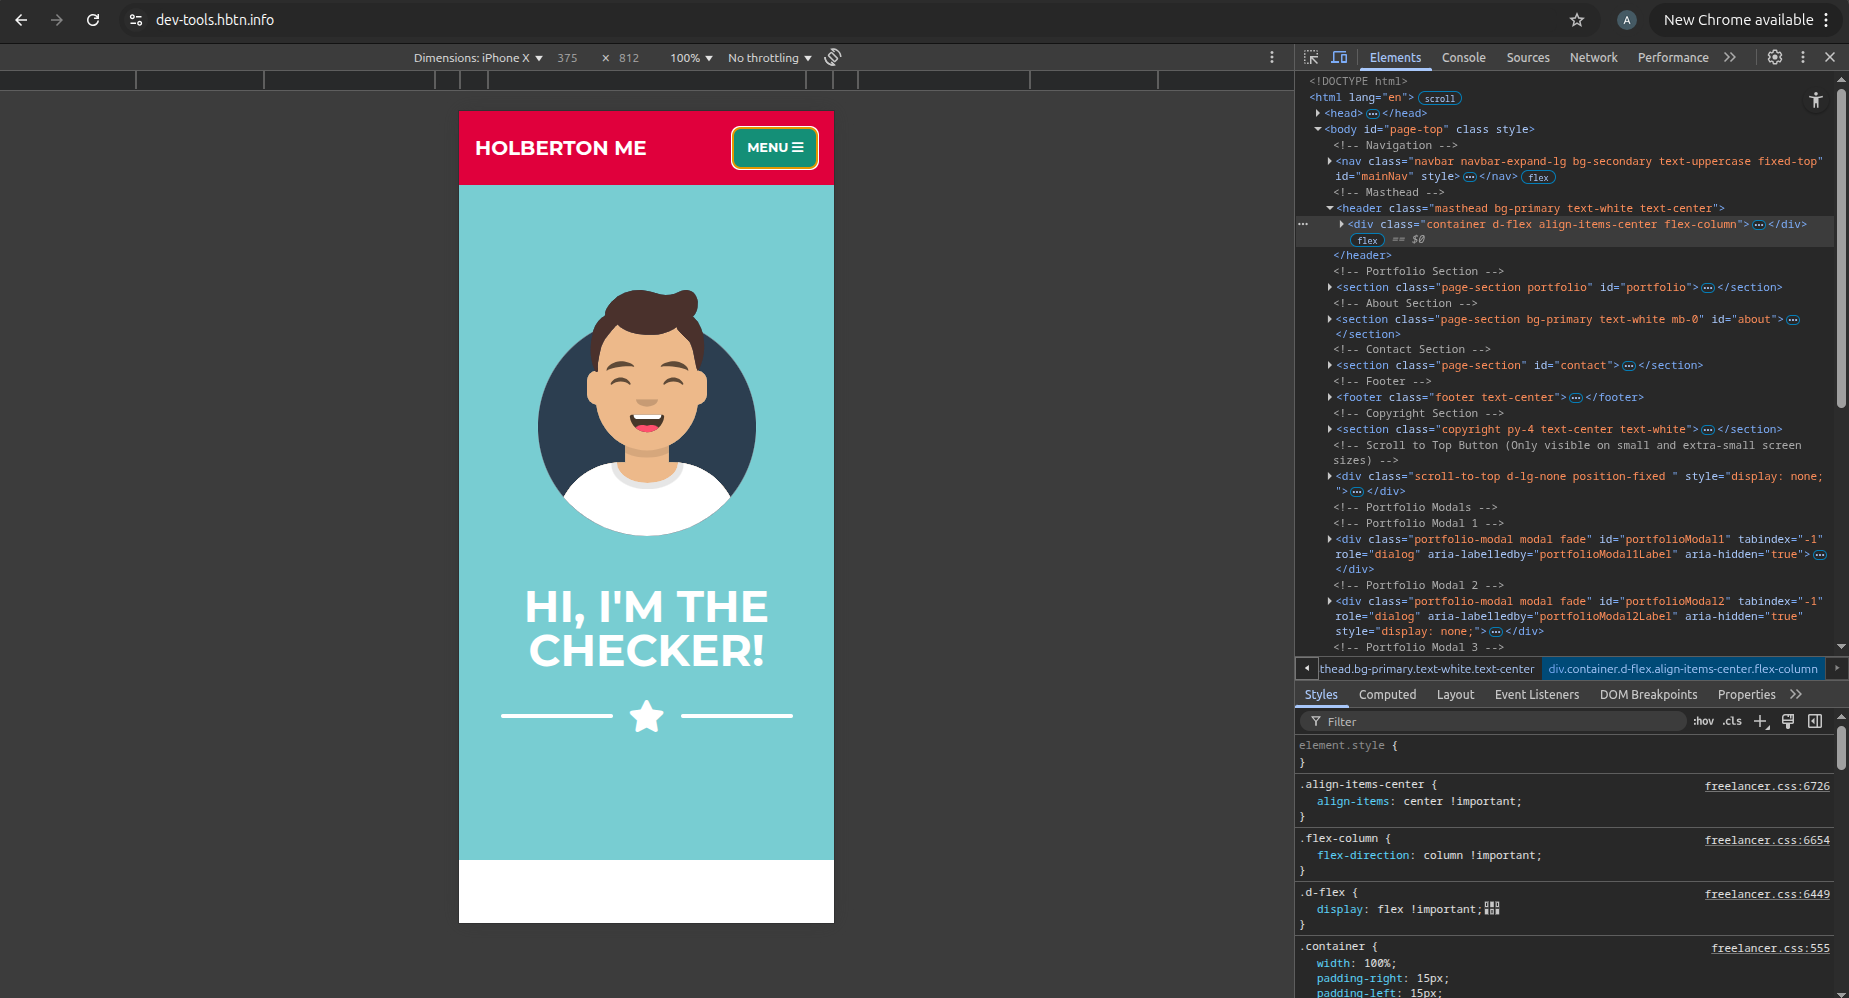 dev-tools.hbtn.info
A
New Chrome available
Dimensions: iPhone X
375
×
812
100%
No throttling
Elements
Console
Sources
Network
Performance
HOLBERTON ME
MENU
HI, I'M THE
CHECKER!
<!DOCTYPE html>
<html lang="en"> scroll
<head> ••• </head>
<body id="page-top" class style>
<!-- Navigation -->
<nav class="navbar navbar-expand-lg bg-secondary text-uppercase fixed-top"
id="mainNav" style> ••• </nav> flex
<!-- Masthead -->
<header class="masthead bg-primary text-white text-center">
••• <div class="container d-flex align-items-center flex-column"> ••• </div>
flex == $0
</header>
<!-- Portfolio Section -->
<section class="page-section portfolio" id="portfolio"> ••• </section>
<!-- About Section -->
<section class="page-section bg-primary text-white mb-0" id="about"> •••
</section>
<!-- Contact Section -->
<section class="page-section" id="contact"> ••• </section>
<!-- Footer -->
<footer class="footer text-center"> ••• </footer>
<!-- Copyright Section -->
<section class="copyright py-4 text-center text-white"> ••• </section>
<!-- Scroll to Top Button (Only visible on small and extra-small screen
sizes) -->
<div class="scroll-to-top d-lg-none position-fixed " style="display: none;
"> ••• </div>
<!-- Portfolio Modals -->
<!-- Portfolio Modal 1 -->
<div class="portfolio-modal modal fade" id="portfolioModal1" tabindex="-1"
role="dialog" aria-labelledby="portfolioModal1Label" aria-hidden="true"> •••
</div>
<!-- Portfolio Modal 2 -->
<div class="portfolio-modal modal fade" id="portfolioModal2" tabindex="-1"
role="dialog" aria-labelledby="portfolioModal2Label" aria-hidden="true"
style="display: none;"> ••• </div>
<!-- Portfolio Modal 3 -->
thead.bg-primary.text-white.text-center
div.container.d-flex.align-items-center.flex-column
Styles
Computed
Layout
Event Listeners
DOM Breakpoints
Properties
Filter
:hov
.cls
element.style {
}
.align-items-center {
freelancer.css:6726
align-items: center !important;
}
.flex-column {
freelancer.css:6654
flex-direction: column !important;
}
.d-flex {
freelancer.css:6449
display: flex !important;
}
.container {
freelancer.css:555
width: 100%;
padding-right: 15px;
padding-left: 15px;